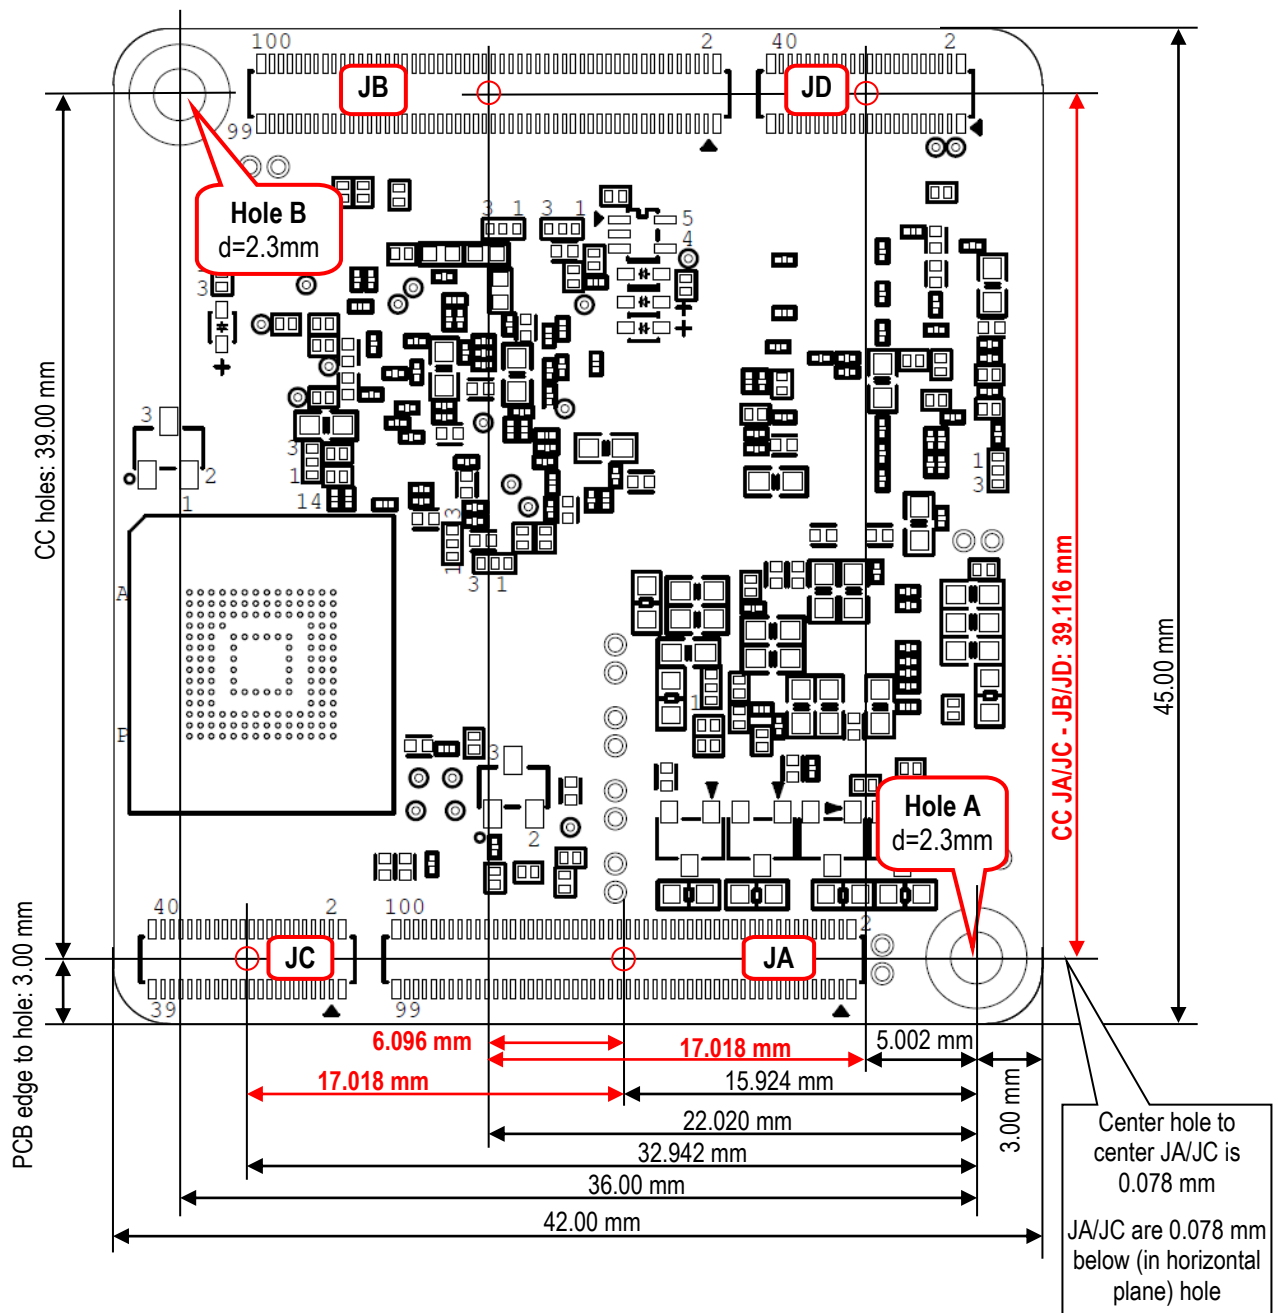 100
2
40
2
JB
JD
99
Hole B
d=2.3mm
3 1
3 1
5
4
3
+
+
+
3
2
1
3
1
14
3
1
3 1
1
3
A
P
CC holes: 39.00 mm
CC JA/JC - JB/JD: 39.116 mm
45.00 mm
1
3
2
Hole A
d=2.3mm
40
2
100
2
JC
JA
39
99
PCB edge to hole: 3.00 mm
6.096 mm
17.018 mm
5.002 mm
17.018 mm
15.924 mm
3.00 mm
22.020 mm
32.942 mm
36.00 mm
42.00 mm
Center hole to
center JA/JC is
0.078 mm
JA/JC are 0.078 mm
below (in horizontal
plane) hole